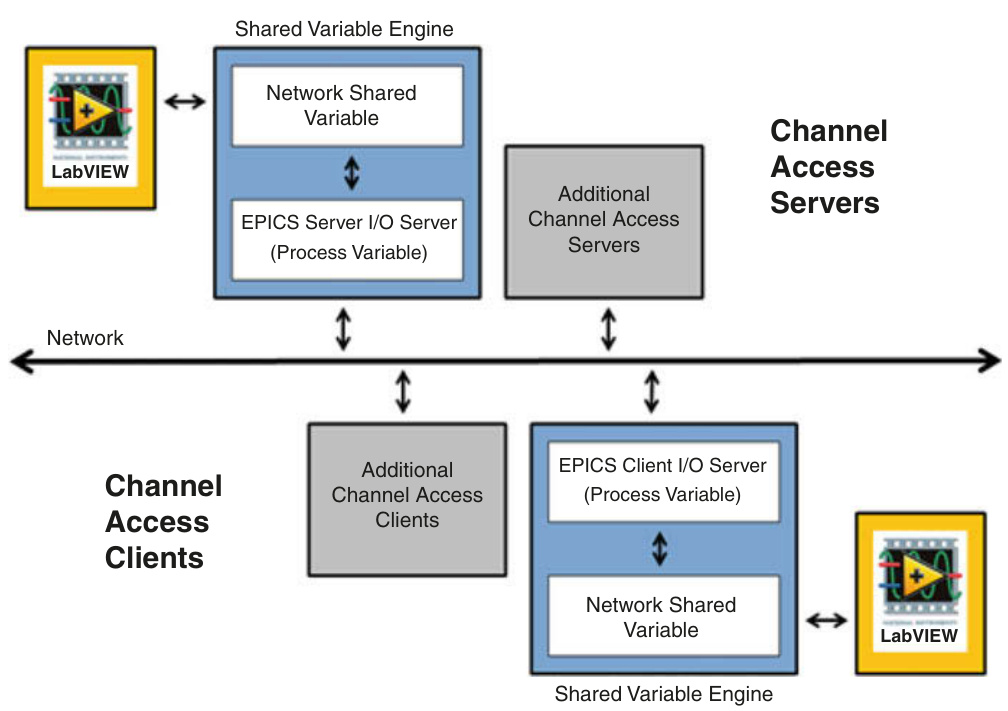 Shared Variable Engine
LabVIEW
Network Shared
Variable
EPICS Server I/O Server
(Process Variable)
Additional
Channel Access
Servers
Channel
Access
Servers
Network
Channel
Access
Clients
Additional
Channel Access
Clients
EPICS Client I/O Server
(Process Variable)
Network Shared
Variable
LabVIEW
Shared Variable Engine